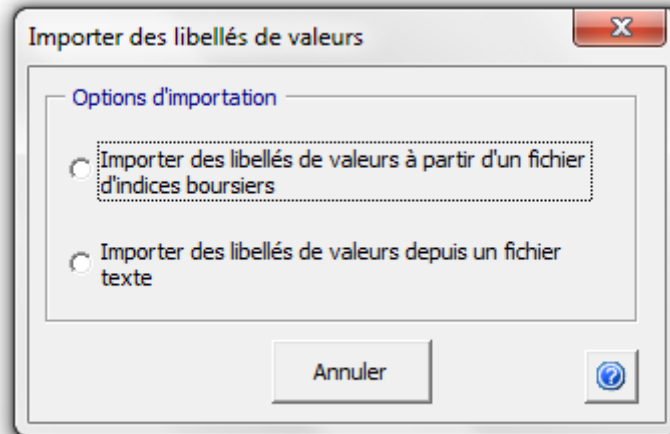 Importer des libellés de valeurs
Options d'importation
Importer des libellés de valeurs à partir d'un fichier
d'indices boursiers
Importer des libellés de valeurs depuis un fichier
texte
Annuler